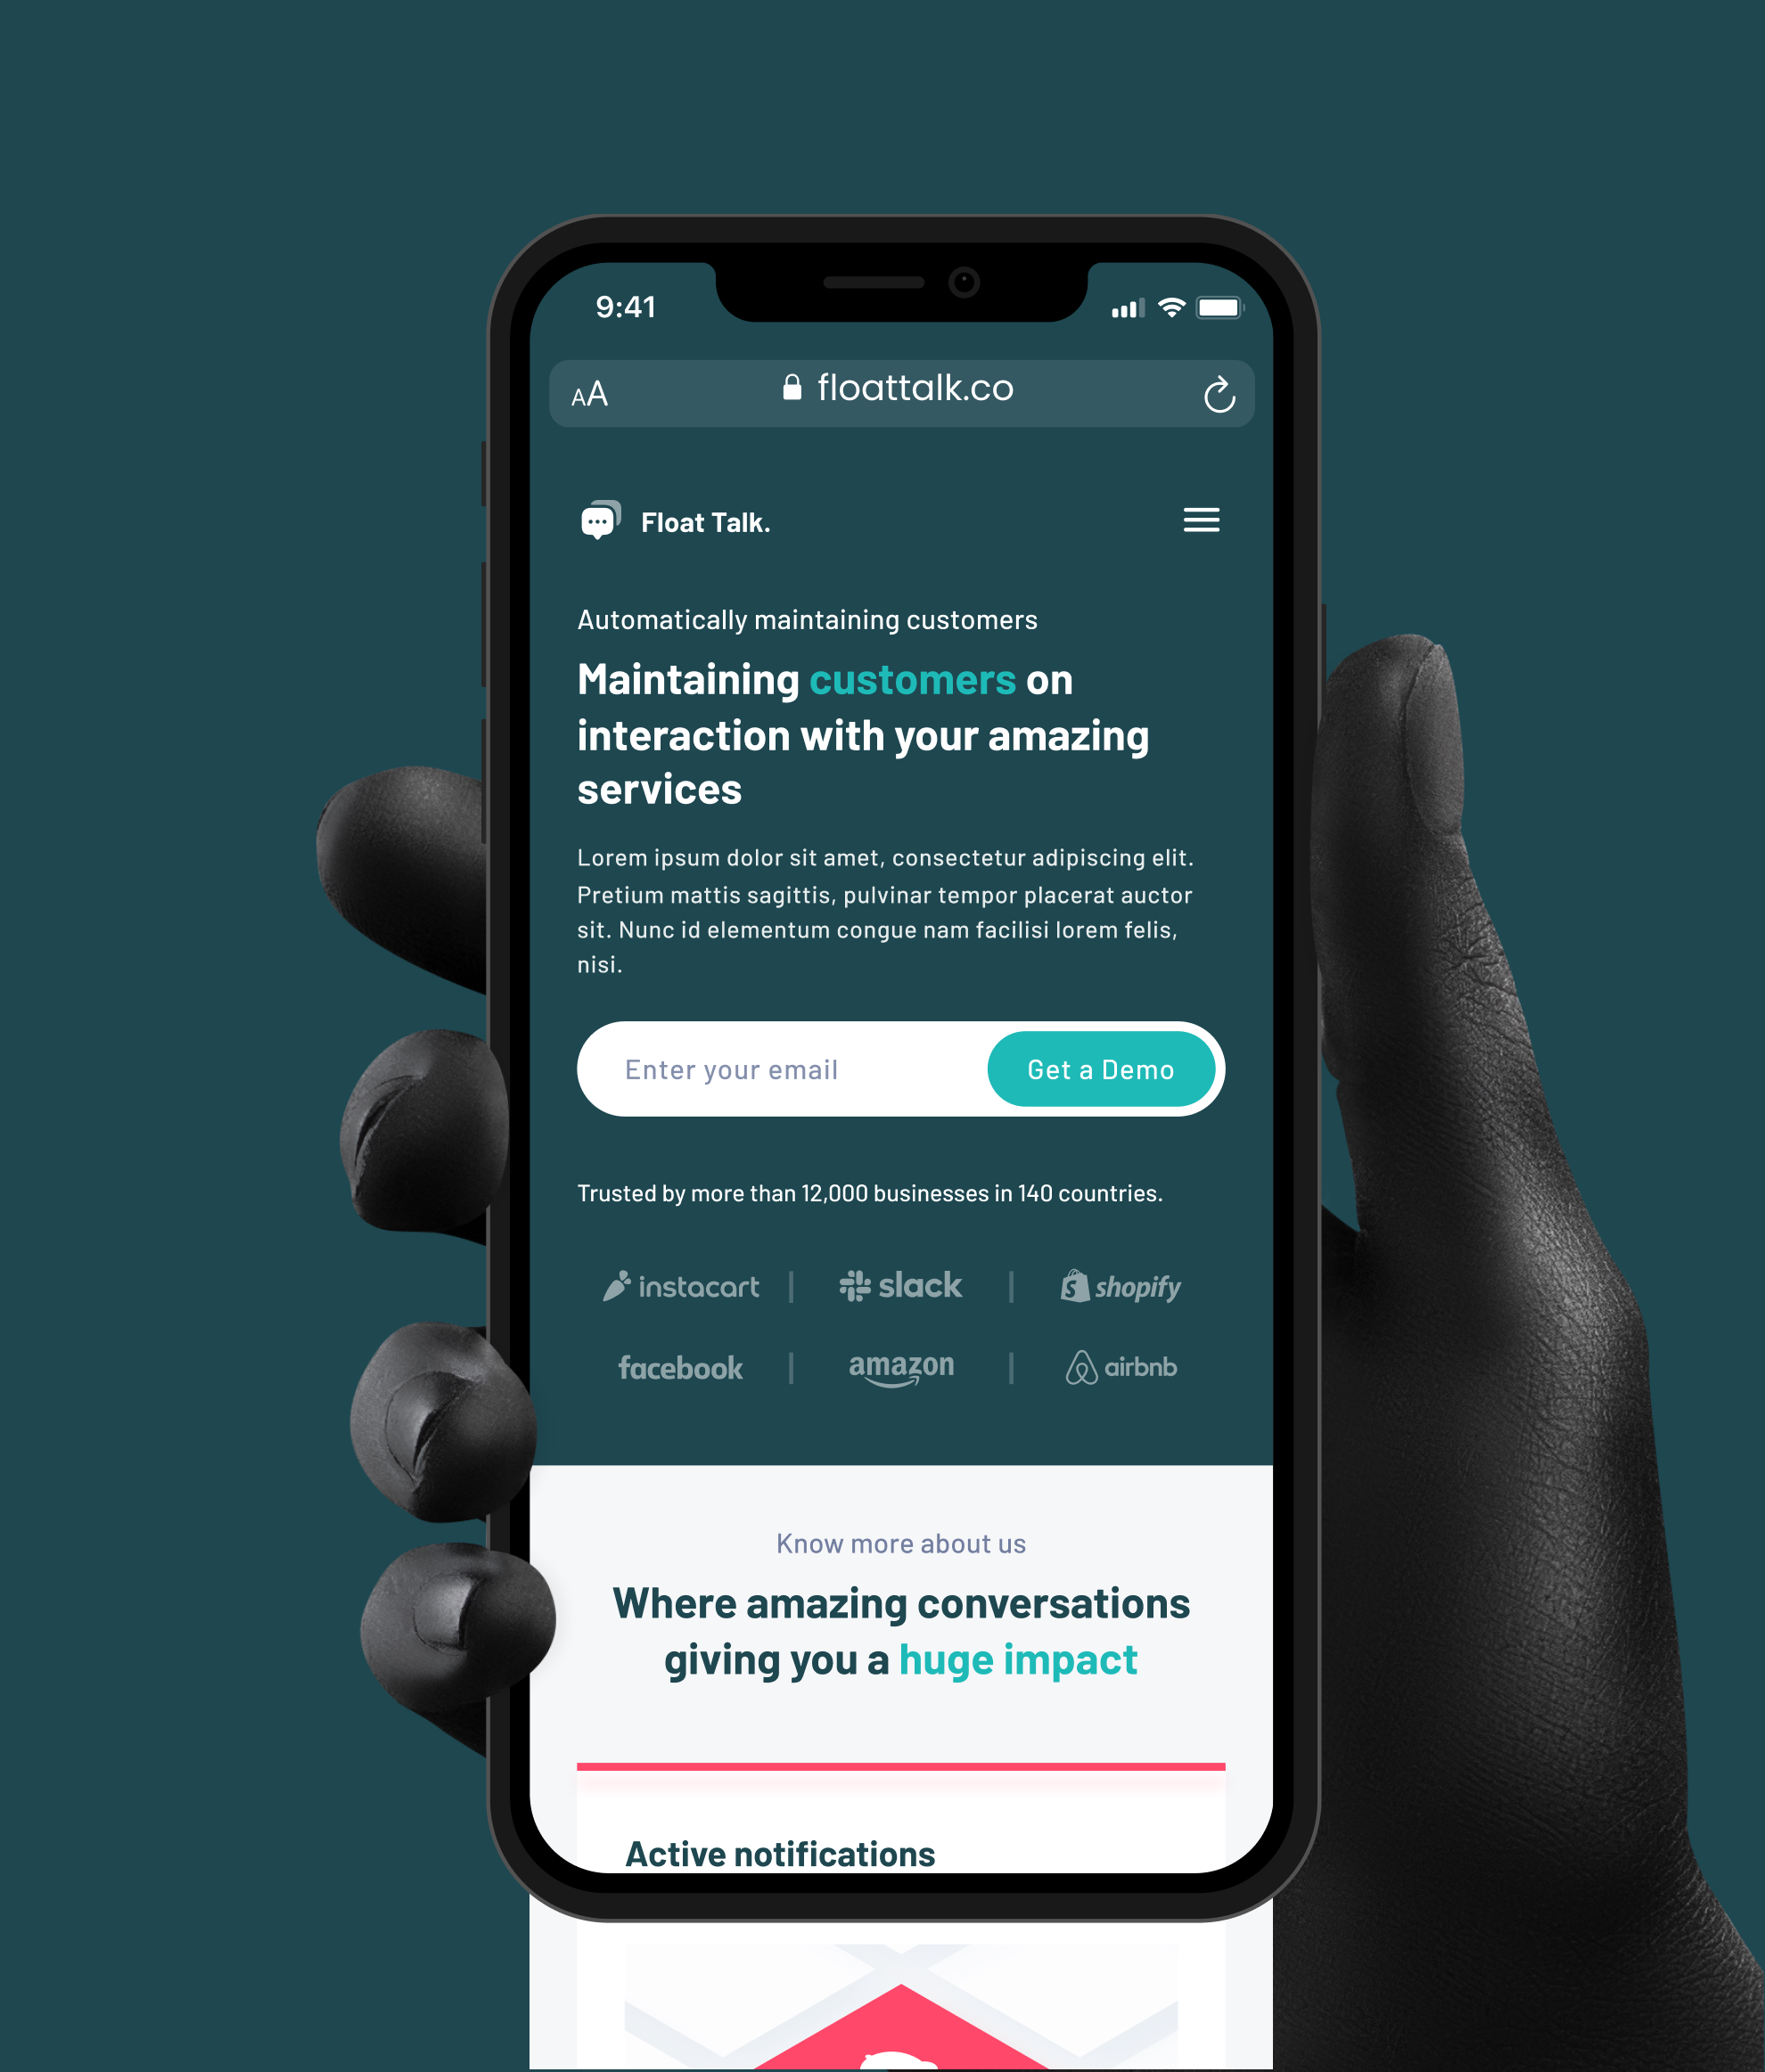 9:41
AA floattalk.co
Float Talk.
Automatically maintaining customers
Maintaining customers on
interaction with your amazing
services
Lorem ipsum dolor sit amet, consectetur adipiscing elit.
Pretium mattis sagittis, pulvinar tempor placerat auctor
sit. Nunc id elementum congue nam facilisi lorem felis,
nisi.
Enter your email Get a Demo
Trusted by more than 12,000 businesses in 140 countries.
instacart | slack | shopify
facebook | amazon | airbnb
Know more about us
Where amazing conversations
giving you a huge impact
Active notifications